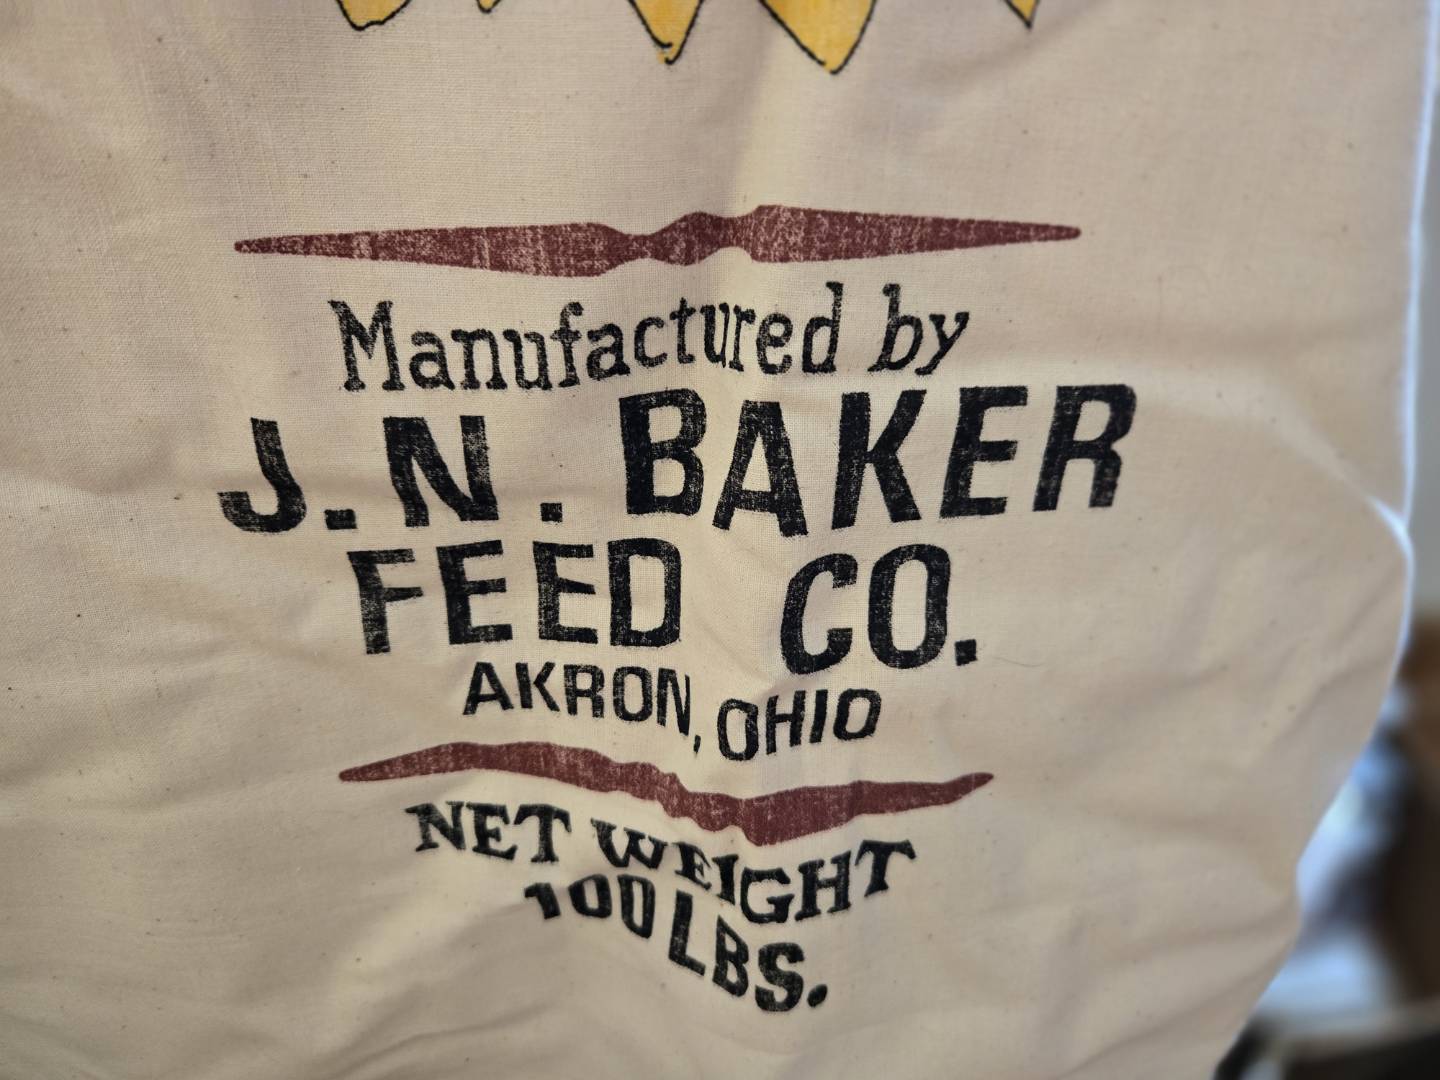 Manufactured by
J.N. BAKER
FEED CO.
AKRON, OHIO
NET WEIGHT
100 LBS.